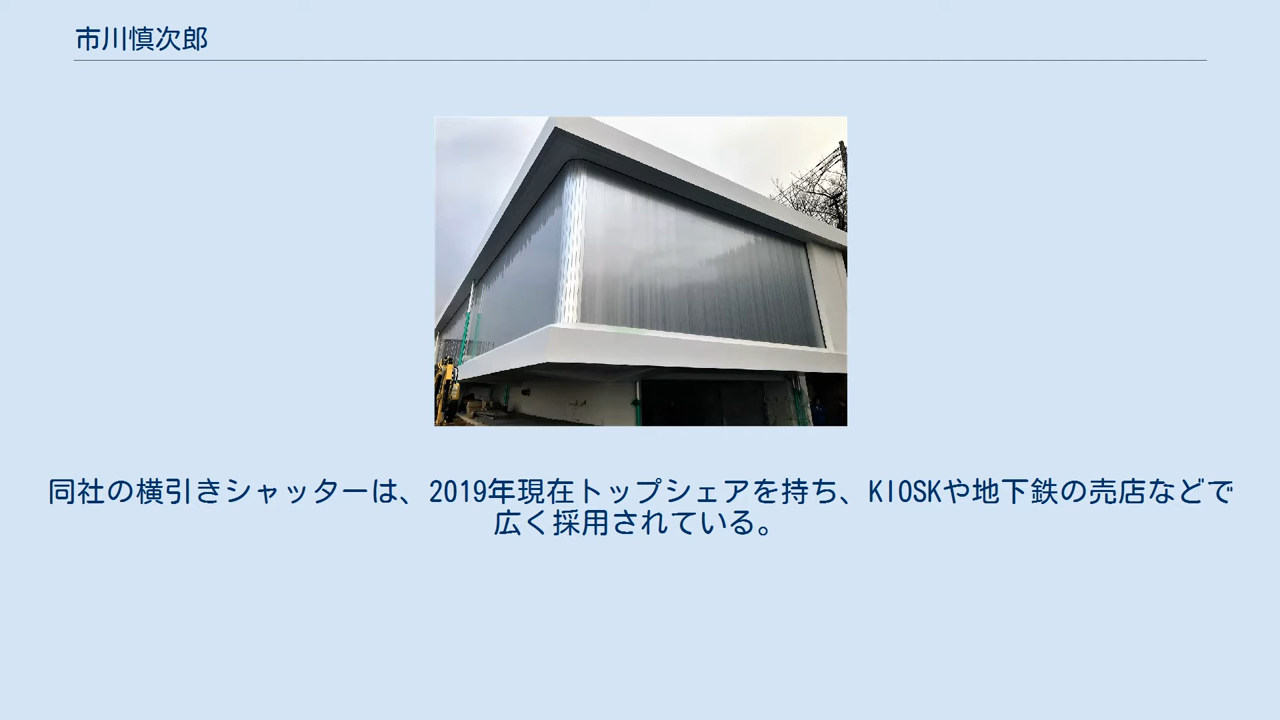 市川慎次郎
同社の横引きシャッターは、2019年現在トップシェアを持ち、KIOSKや地下鉄の売店などで
広く採用されている。